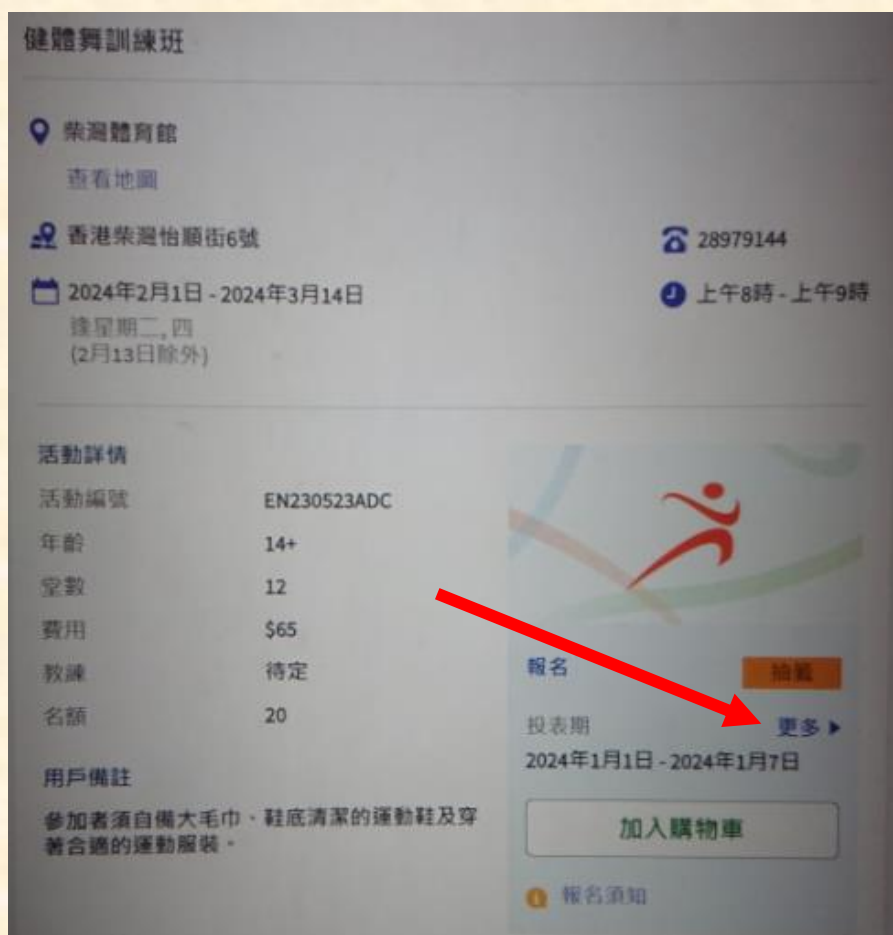 健體舞訓練班
柴灣體育館
查看地圖
香港柴灣怡順街6號
28979144
2024年2月1日 - 2024年3月14日
上午8時 - 上午9時
逢星期二, 四
(2月13日除外)
活動詳情
活動編號 EN230523ADC
年齡 14+
堂數 12
費用 $65
教練 待定
名額 20
用戶備註
參加者須自備大毛巾、鞋底清潔的運動鞋及穿
著合適的運動服裝。
報名 抽籤
投表期 更多
2024年1月1日 - 2024年1月7日
加入購物車
報名須知